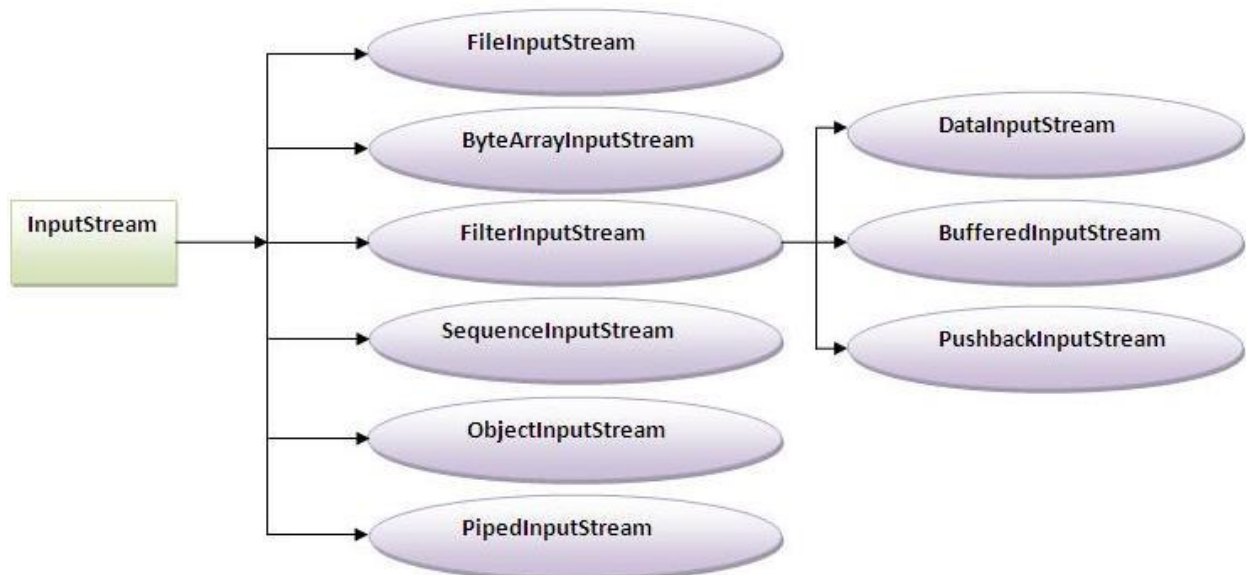 InputStream
FileInputStream
ByteArrayInputStream
FilterInputStream
SequenceInputStream
ObjectInputStream
PipedInputStream
DataInputStream
BufferedInputStream
PushbackInputStream